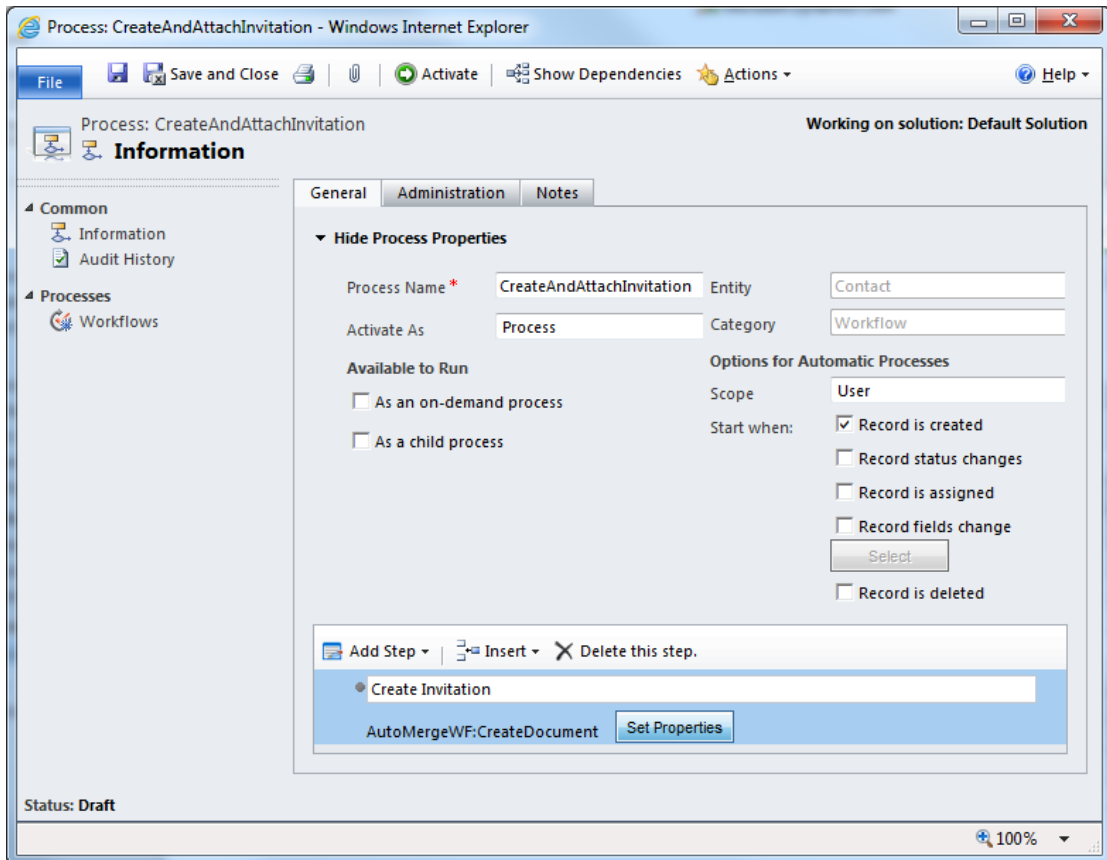 Process: CreateAndAttachInvitation - Windows Internet Explorer
File Save and Close Activate Show Dependencies Actions Help
Process: CreateAndAttachInvitation
Information
Working on solution: Default Solution
Common
Information
Audit History
Processes
Workflows
General Administration Notes
Hide Process Properties
Process Name * CreateAndAttachInvitation Entity Contact
Activate As Process Category Workflow
Available to Run Options for Automatic Processes
As an on-demand process Scope User
As a child process Start when: Record is created
Record status changes
Record is assigned
Record fields change
Select
Record is deleted
Add Step Insert Delete this step.
Create Invitation
AutoMergeWF:CreateDocument Set Properties
Status: Draft
100%